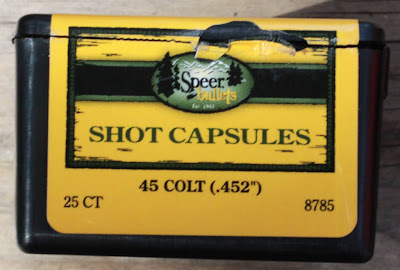 Speer
bullets
Est. 1943
SHOT CAPSULES
45 COLT (.452")
25 CT 8785